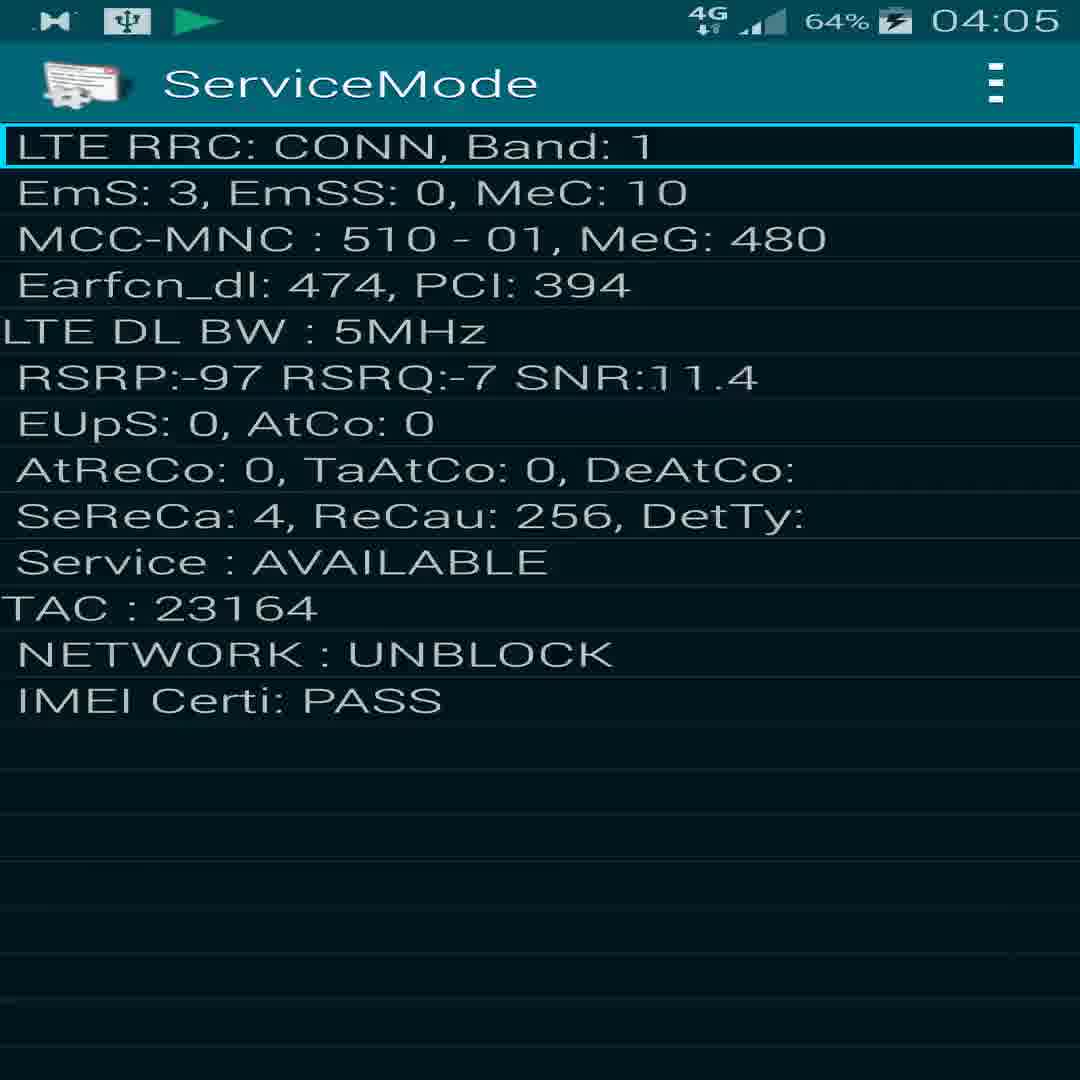 4G 64% 04:05
ServiceMode
LTE RRC: CONN, Band: 1
EmS: 3, EmSS: 0, MeC: 10
MCC-MNC : 510 - 01, MeG: 480
Earfcn_dl: 474, PCI: 394
LTE DL BW : 5MHz
RSRP:-97 RSRQ:-7 SNR:11.4
EUpS: 0, AtCo: 0
AtReCo: 0, TaAtCo: 0, DeAtCo:
SeReCa: 4, ReCau: 256, DetTy:
Service : AVAILABLE
TAC : 23164
NETWORK : UNBLOCK
IMEI Certi: PASS